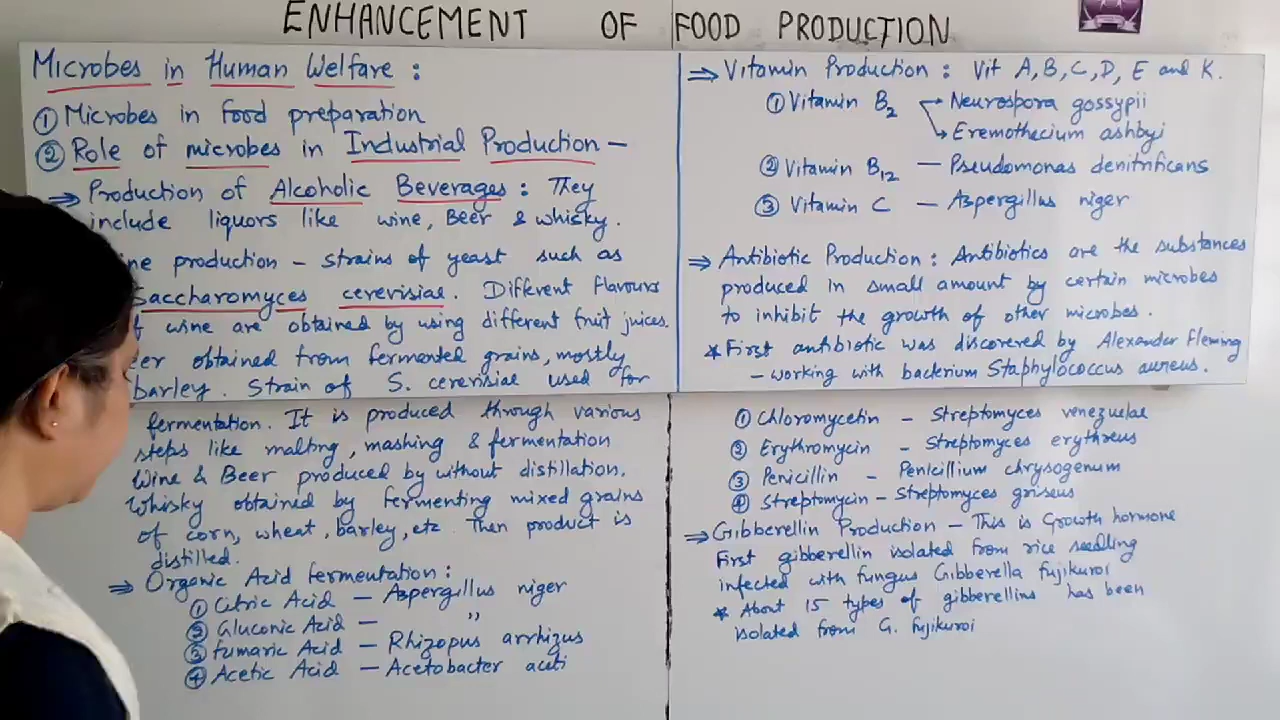 ENHANCEMENT OF FOOD PRODUCTION
Microbes in Human Welfare :
① Microbes in food preparation
② Role of microbes in Industrial Production –
⇒ Production of Alcoholic Beverages : They
include liquors like wine, Beer & whisky.
production – strains of yeast such as
Saccharomyces cerevisiae. Different flavours
wine are obtained by using different fruit juices.
obtained from fermented grains, mostly
barley. Strain of S. cerevisiae used for
fermentation. It is produced through various
steps like malting, mashing & fermentation
Wine & Beer produced by without distillation.
Whisky obtained by fermenting mixed grains
of corn, wheat, barley, etc. Then product is
distilled.
⇒ Organic Acid fermentation :
① Citric Acid – Aspergillus niger
② Gluconic Acid – "
③ Fumaric Acid – Rhizopus arrhizus
④ Acetic Acid – Acetobacter aceti
⇒ Vitamin Production : Vit A, B, C, D, E and K.
① Vitamin B₂ → Neurospora gossypii
→ Eremothecium ashbyi
② Vitamin B₁₂ – Pseudomonas denitrificans
③ Vitamin C – Aspergillus niger
⇒ Antibiotic Production : Antibiotics are the substances
produced in small amount by certain microbes
to inhibit the growth of other microbes.
* First antibiotic was discovered by Alexander Fleming
– working with bacterium Staphylococcus aureus.
① Chloromycetin – Streptomyces venezuelae
② Erythromycin – Streptomyces erythreus
③ Penicillin – Penicillium chrysogenum
④ Streptomycin – Streptomyces griseus
⇒ Gibberellin Production – This is Growth hormone
First gibberellin isolated from rice seedling
infected with fungus Gibberella fujikuroi
* About 15 types of gibberellins has been
isolated from G. fujikuroi